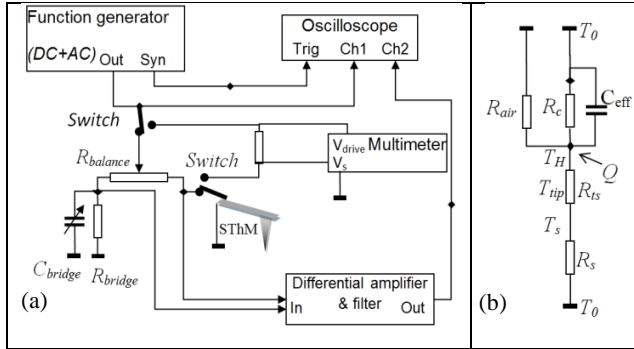 Function generator
(DC+AC) Out Syn
Oscilloscope
Trig Ch1 Ch2
Switch
R_balance
Switch
V_drive Multimeter
V_s
SThM
C_bridge R_bridge
Differential amplifier
& filter
In Out
(a)
T_0
R_air R_c C_eff
T_H Q
T_tip R_ts
T_s
R_s
T_0
(b)